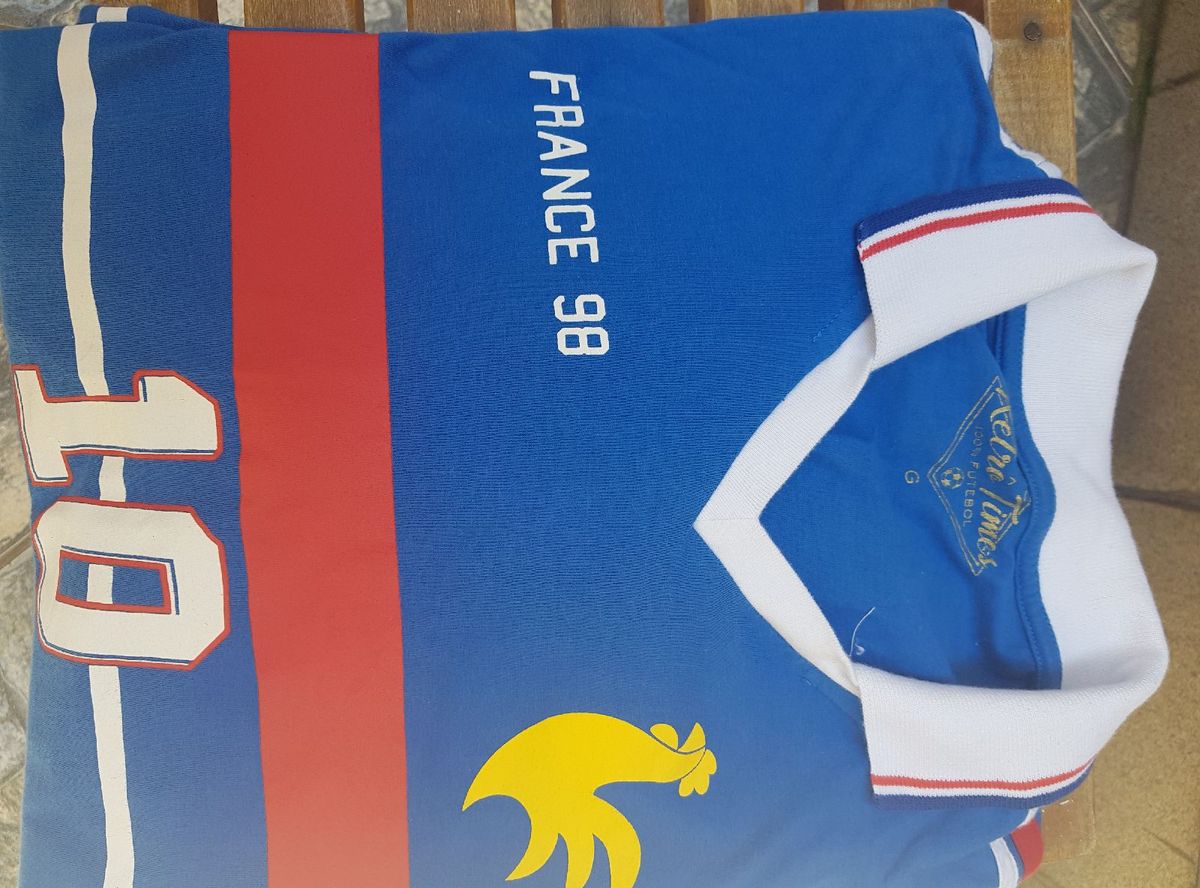 FRANCE 98
Retrô Times
100% FUTEBOL
G
10